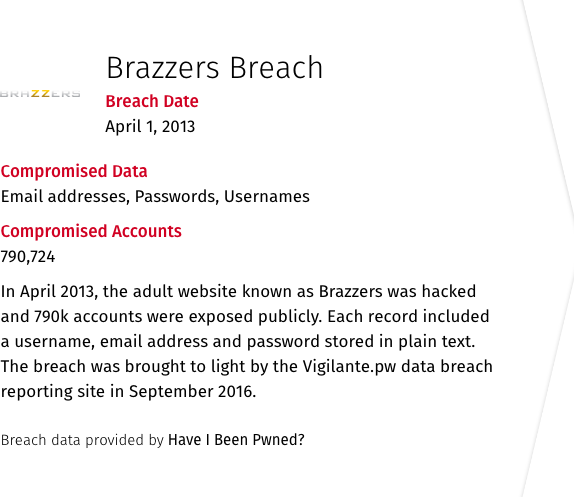 Brazzers Breach
BRAZZERS
Breach Date
April 1, 2013
Compromised Data
Email addresses, Passwords, Usernames
Compromised Accounts
790,724
In April 2013, the adult website known as Brazzers was hacked
and 790k accounts were exposed publicly. Each record included
a username, email address and password stored in plain text.
The breach was brought to light by the Vigilante.pw data breach
reporting site in September 2016.
Breach data provided by Have I Been Pwned?